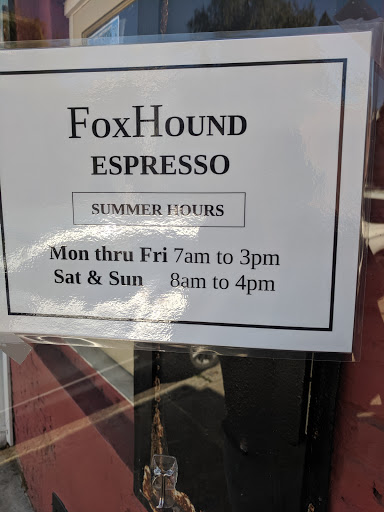 FOXHOUND
ESPRESSO
SUMMER HOURS
Mon thru Fri 7am to 3pm
Sat & Sun 8am to 4pm